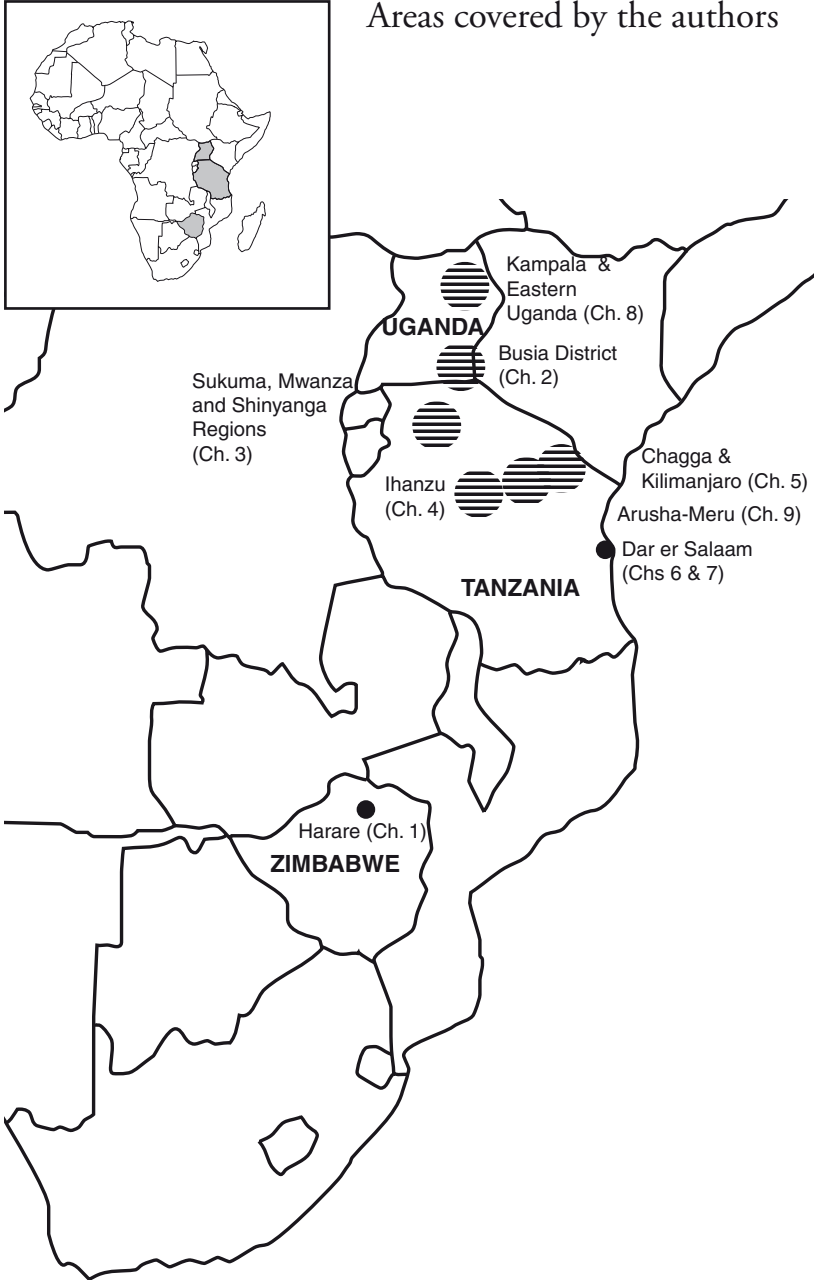 Areas covered by the authors
Kampala &
Eastern
Uganda (Ch. 8)
UGANDA
Busia District
(Ch. 2)
Sukuma, Mwanza
and Shinyanga
Regions
(Ch. 3)
Chagga &
Kilimanjaro (Ch. 5)
Ihanzu
(Ch. 4)
Arusha-Meru (Ch. 9)
Dar er Salaam
(Chs 6 & 7)
TANZANIA
Harare (Ch. 1)
ZIMBABWE